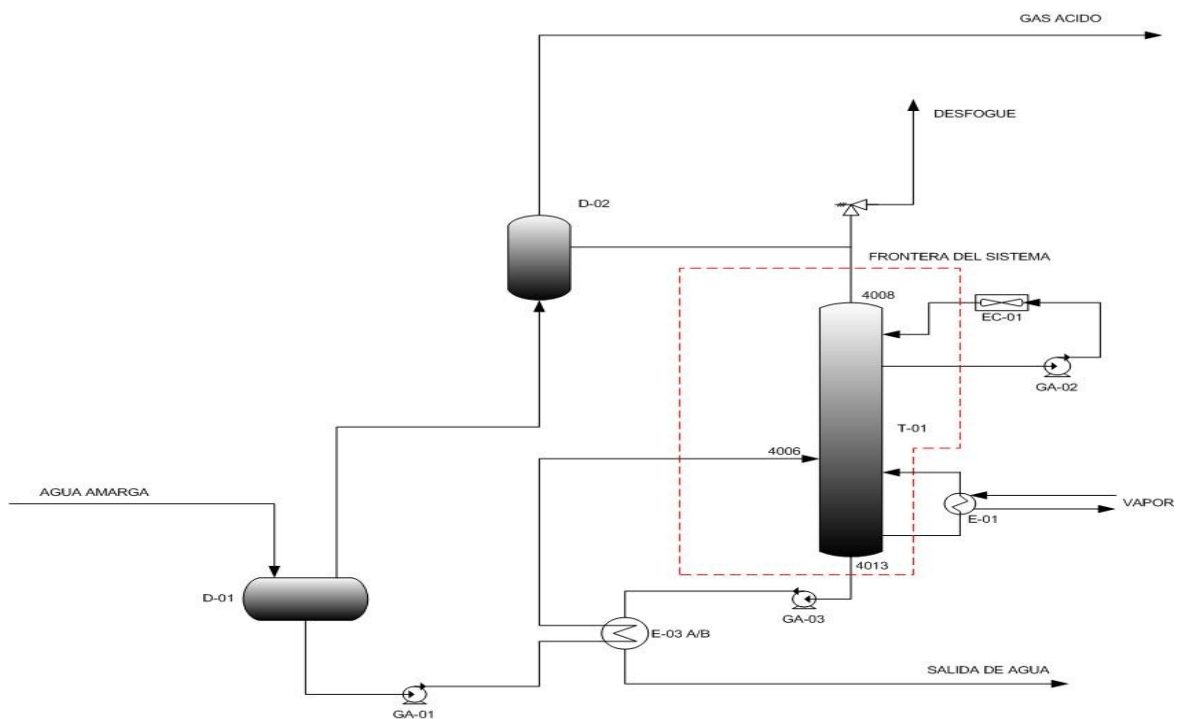 GAS ACIDO
DESFOGUE
D-02
FRONTERA DEL SISTEMA
4008
EC-01
GA-02
T-01
4006
AGUA AMARGA
VAPOR
E-01
4013
D-01
GA-03
E-03 A/B
SALIDA DE AGUA
GA-01